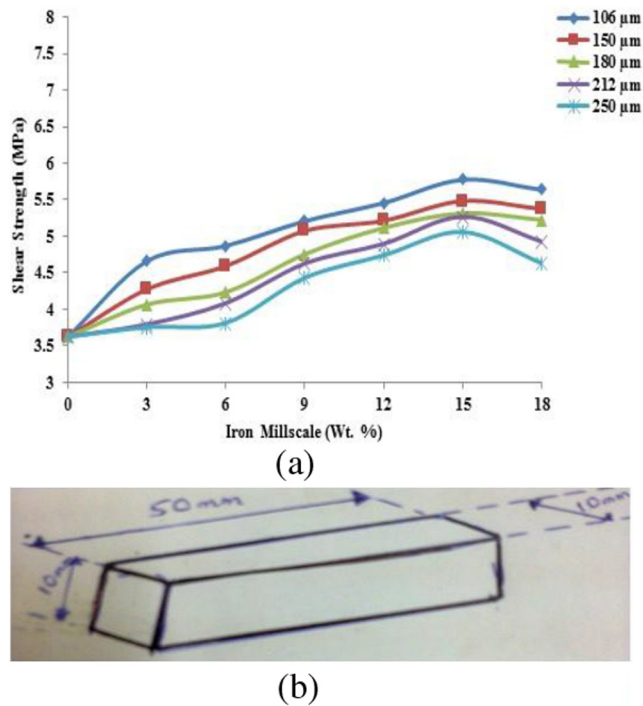 8
7.5
7
6.5
6
5.5
5
4.5
4
3.5
3
Shear Strength (MPa)
0 3 6 9 12 15 18
Iron Millscale (Wt. %)
106 µm
150 µm
180 µm
212 µm
250 µm
(a)
50mm
10mm
10mm
(b)